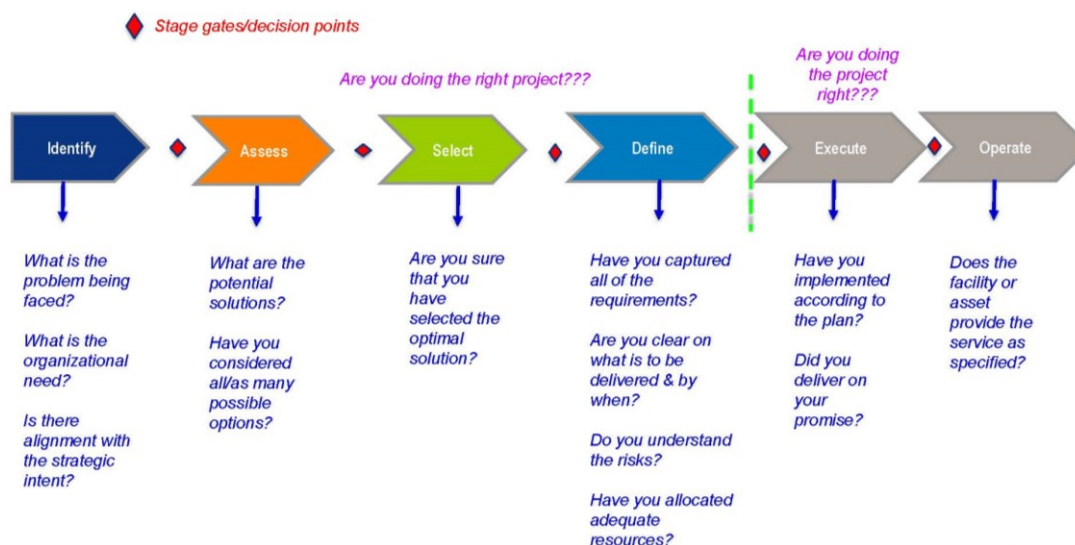 Stage gates/decision points
Are you doing the right project???
Are you doing
the project
right???
Identify
Assess
Select
Define
Execute
Operate
What is the
problem being
faced?
What is the
organizational
need?
Is there
alignment with
the strategic
intent?
What are the
potential
solutions?
Have you
considered
all/as many
possible
options?
Are you sure
that you
have
selected the
optimal
solution?
Have you captured
all of the
requirements?
Are you clear on
what is to be
delivered & by
when?
Do you understand
the risks?
Have you allocated
adequate
resources?
Have you
implemented
according to
the plan?
Did you
deliver on
your
promise?
Does the
facility or
asset
provide the
service as
specified?